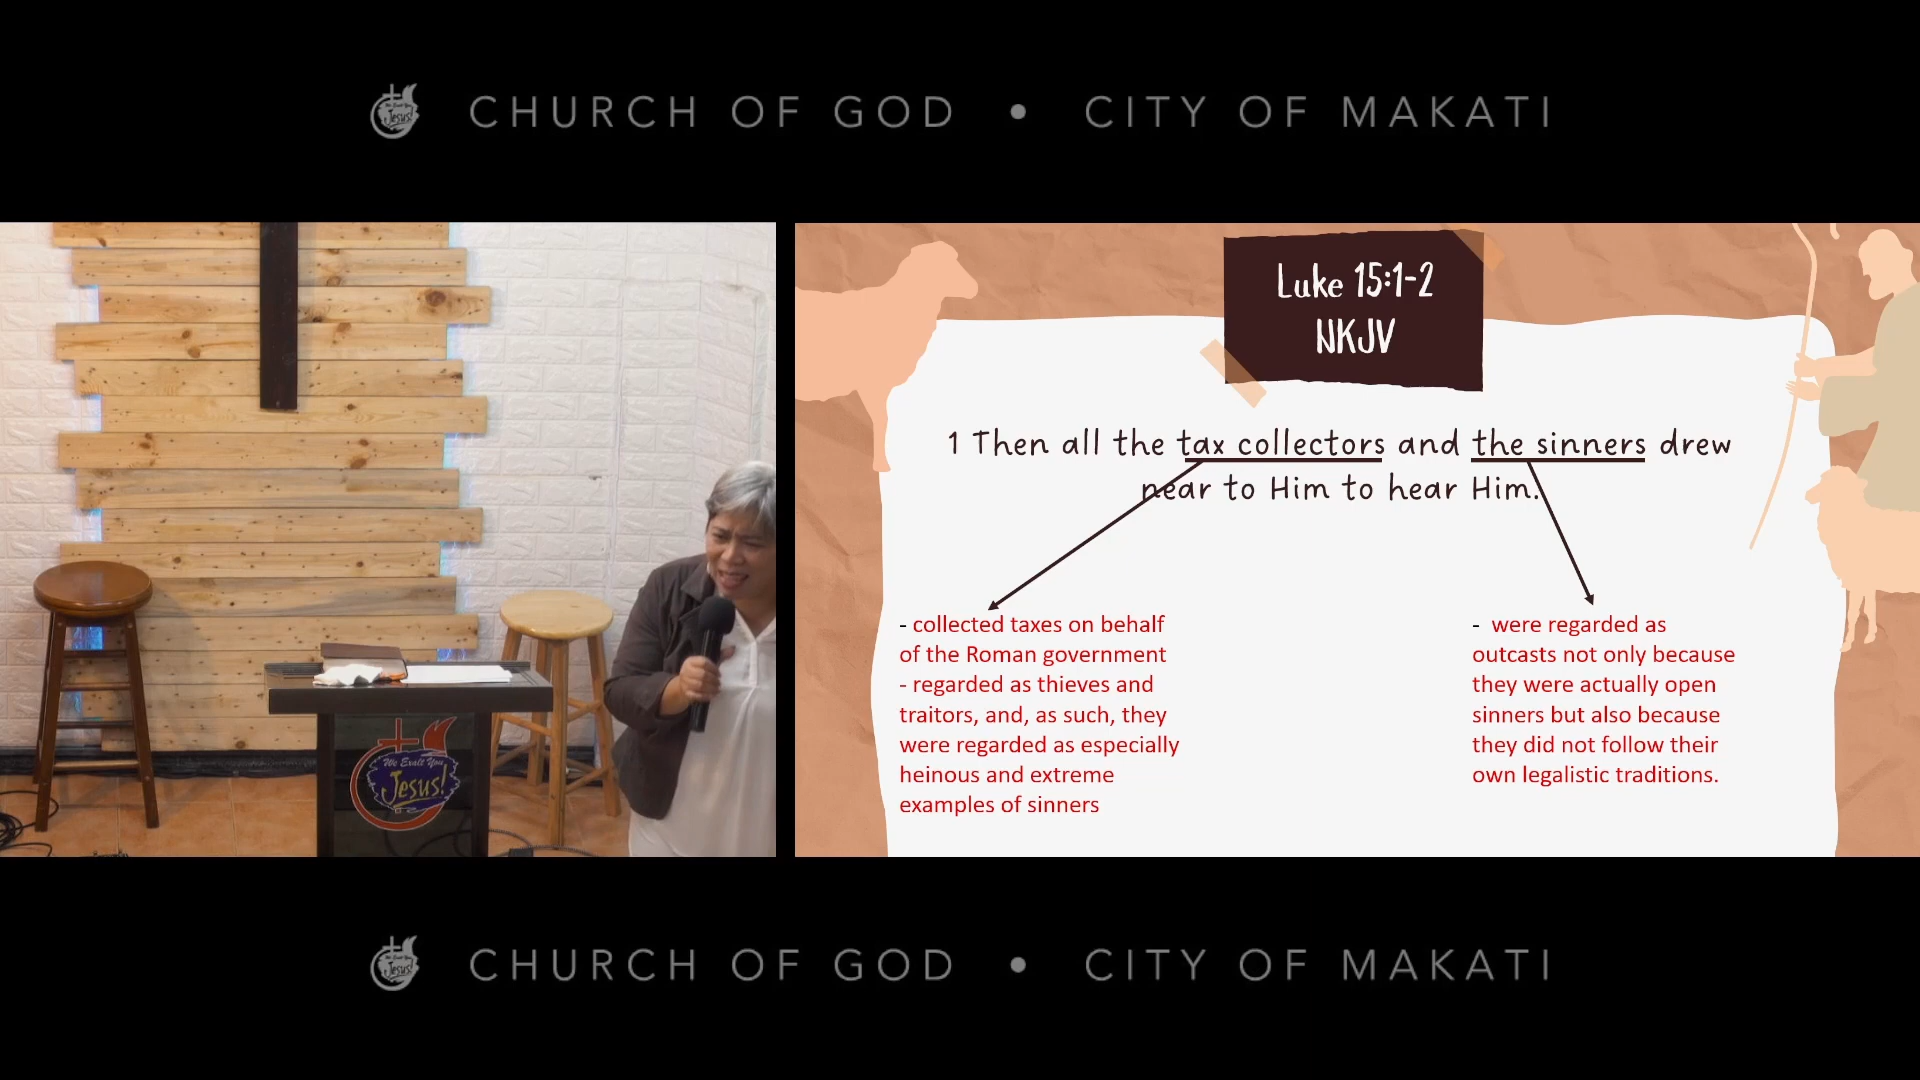 CHURCH OF GOD • CITY OF MAKATI
We Exalt You
Jesus!
Luke 15:1-2
NKJV
1 Then all the tax collectors and the sinners drew
near to Him to hear Him.
- collected taxes on behalf
of the Roman government
- regarded as thieves and
traitors, and, as such, they
were regarded as especially
heinous and extreme
examples of sinners
- were regarded as
outcasts not only because
they were actually open
sinners but also because
they did not follow their
own legalistic traditions.
CHURCH OF GOD • CITY OF MAKATI